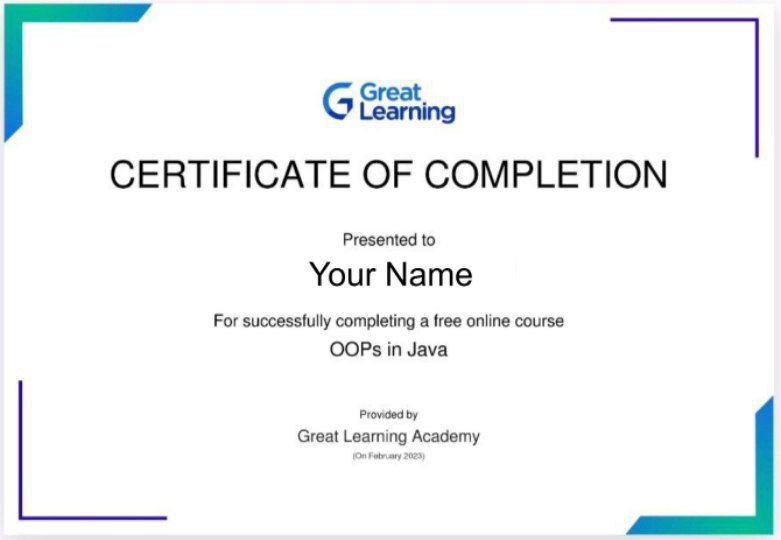 Great
Learning
CERTIFICATE OF COMPLETION
Presented to
Your Name
For successfully completing a free online course
OOPs in Java
Provided by
Great Learning Academy
(On February 2023)